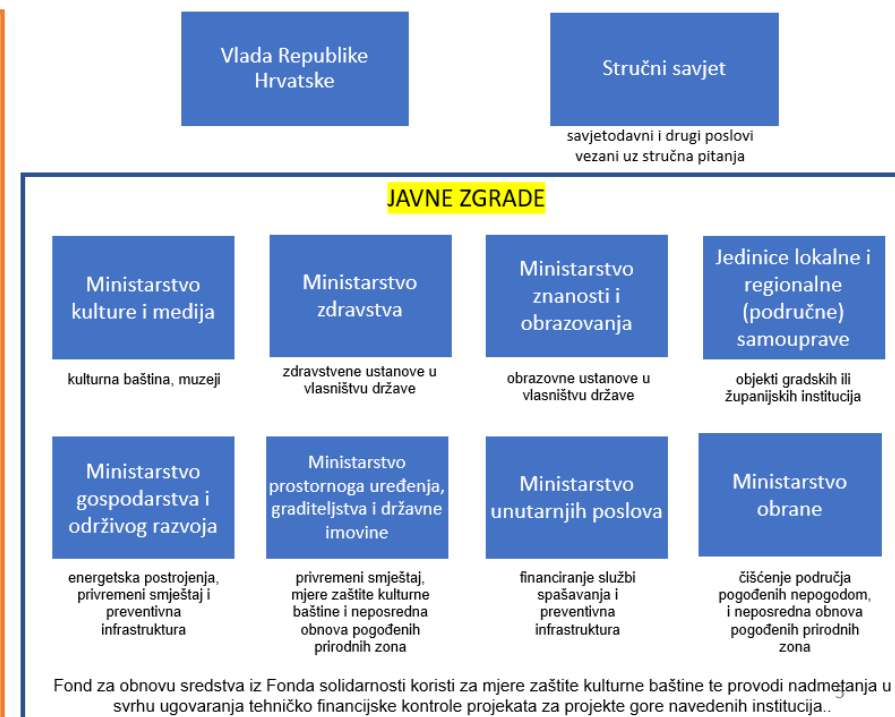 Vlada Republike
Hrvatske
Stručni savjet
savjetodavni i drugi poslovi
vezani uz stručna pitanja
JAVNE ZGRADE
Ministarstvo
kulture i medija
kulturna baština, muzeji
Ministarstvo
zdravstva
zdravstvene ustanove u
vlasništvu države
Ministarstvo
znanosti i
obrazovanja
obrazovne ustanove u
vlasništvu države
Jedinice lokalne i
regionalne
(područne)
samouprave
objekti gradskih ili
županijskih institucija
Ministarstvo
gospodarstva i
održivog razvoja
energetska postrojenja,
privremeni smještaj i
preventivna
infrastruktura
Ministarstvo
prostornoga uređenja,
graditeljstva i državne
imovine
privremeni smještaj,
mjere zaštite kulturne
baštine i neposredna
obnova pogođenih
prirodnih zona
Ministarstvo
unutarnjih poslova
financiranje službi
spašavanja i
preventivna
infrastruktura
Ministarstvo
obrane
čišćenje područja
pogođenih nepogodom,
i neposredna obnova
pogođenih prirodnih
zona
Fond za obnovu sredstva iz Fonda solidarnosti koristi za mjere zaštite kulturne baštine te provodi nadmetanja u
svrhu ugovaranja tehničko financijske kontrole projekata za projekte gore navedenih institucija..